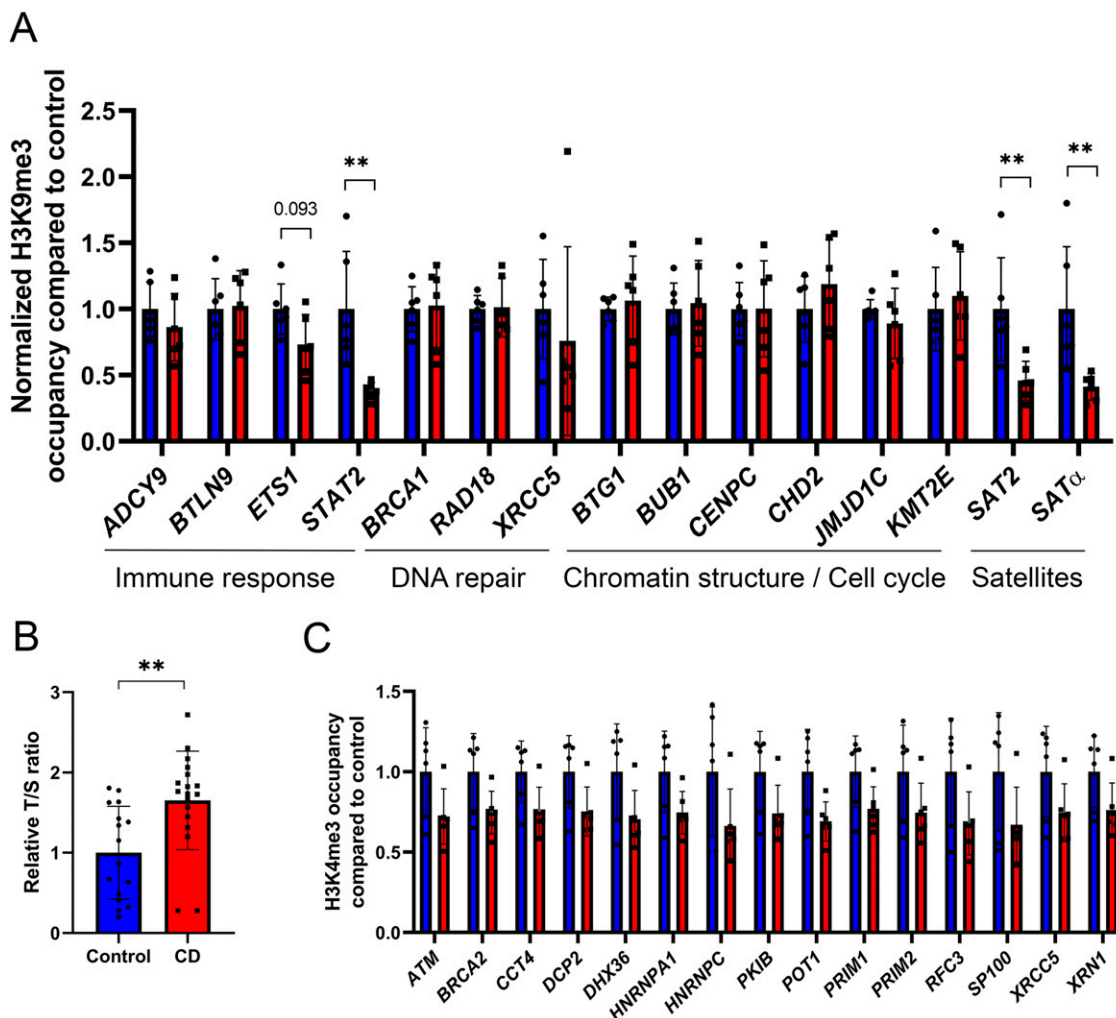 A
Normalized H3K9me3
occupancy compared to control
2.5
2.0
1.5
1.0
0.5
0.0
0.093
**
**
**
ADCY9
BTLN9
ETS1
STAT2
BRCA1
RAD18
XRCC5
BTG1
BUB1
CENPC
CHD2
JMJD1C
KMT2E
SAT2
SATα
Immune response
DNA repair
Chromatin structure / Cell cycle
Satellites
B
Relative T/S ratio
3
2
1
0
**
Control
CD
C
H3K4me3 occupancy
compared to control
1.5
1.0
0.5
0.0
ATM
BRCA2
CCT4
DCP2
DHX36
HNRNPA1
HNRNPC
PKIB
POT1
PRIM1
PRIM2
RFC3
SP100
XRCC5
XRN1